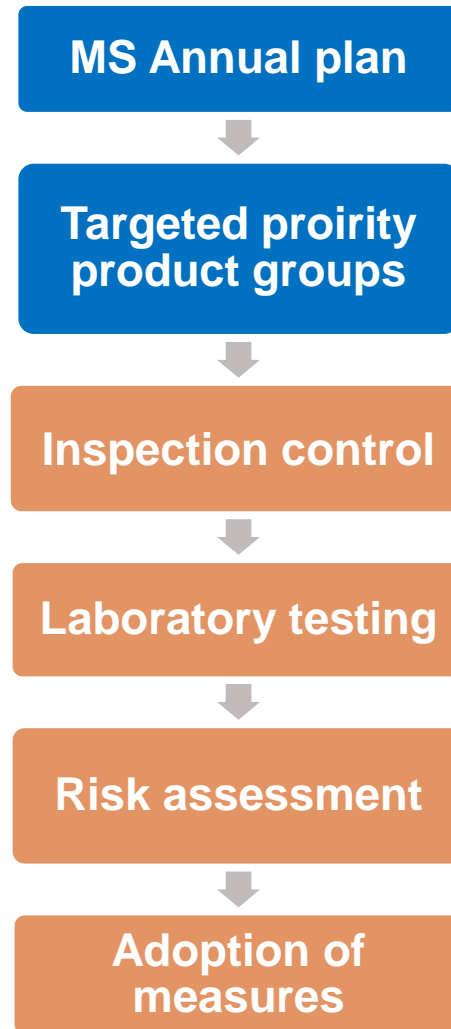 MS Annual plan
Targeted proirity
product groups
Inspection control
Laboratory testing
Risk assessment
Adoption of
measures